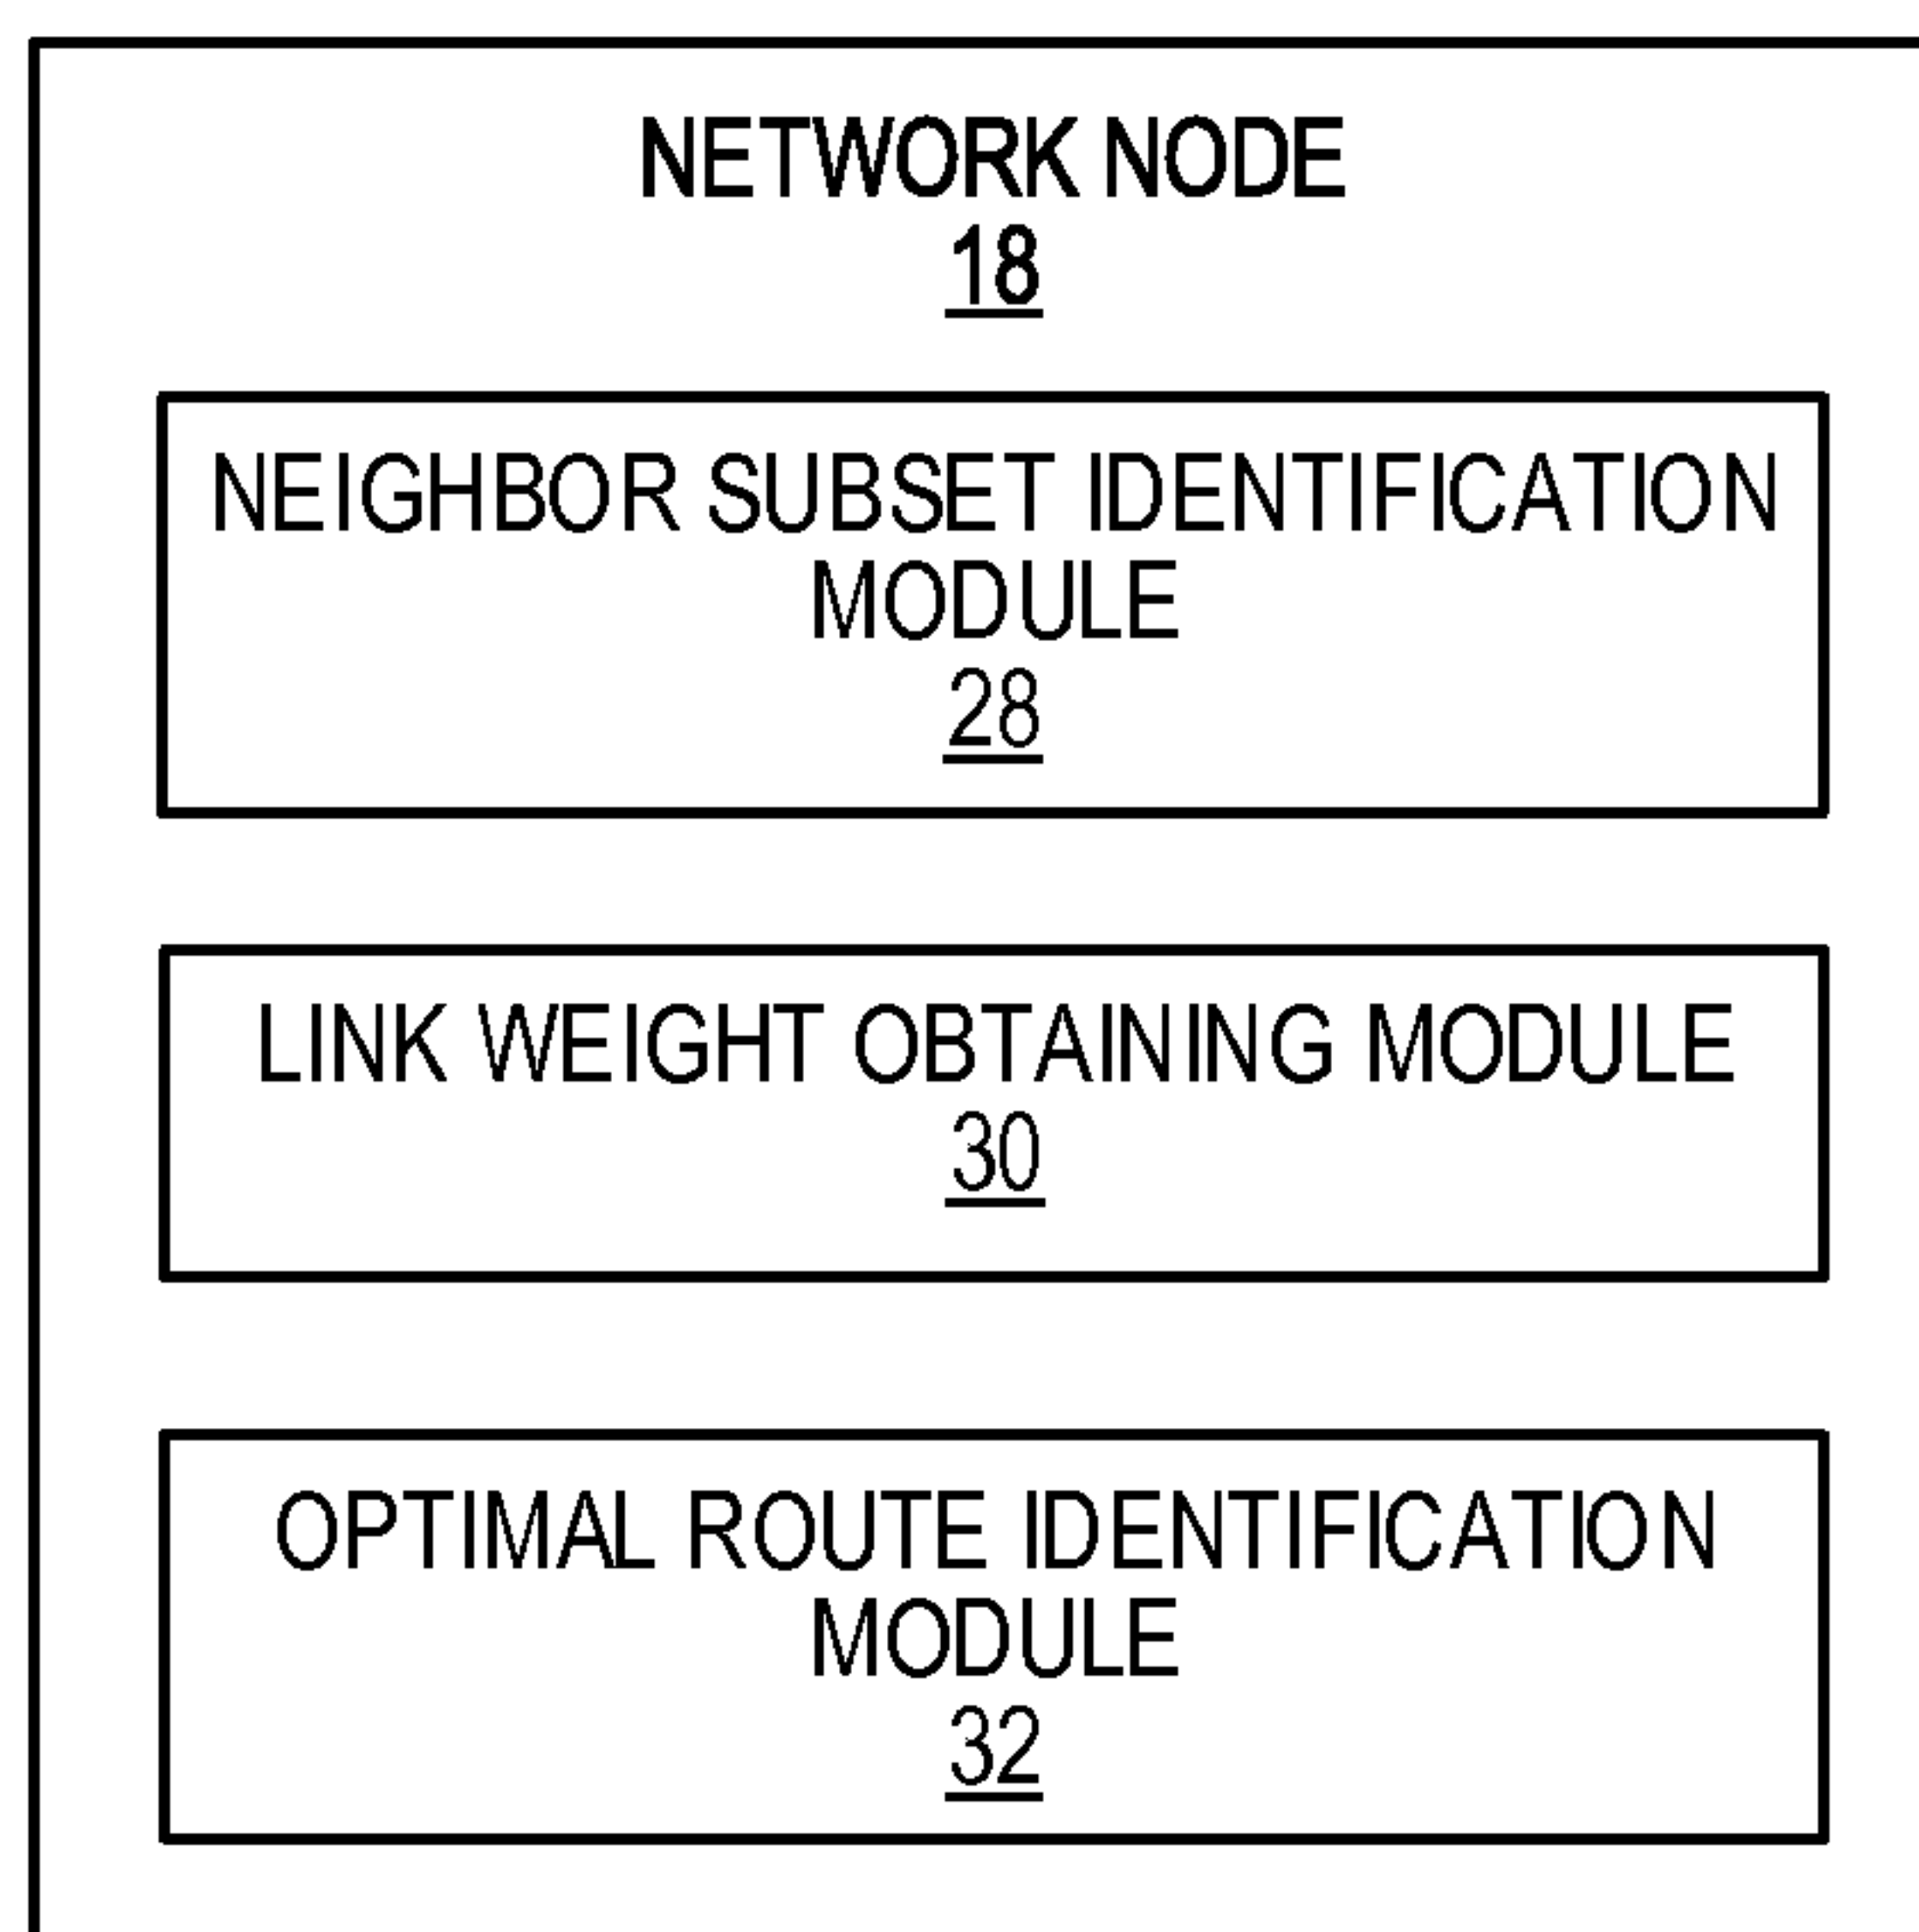 NETWORK NODE
18
NEIGHBOR SUBSET IDENTIFICATION
MODULE
28
LINK WEIGHT OBTAINING MODULE
30
OPTIMAL ROUTE IDENTIFICATION
MODULE
32